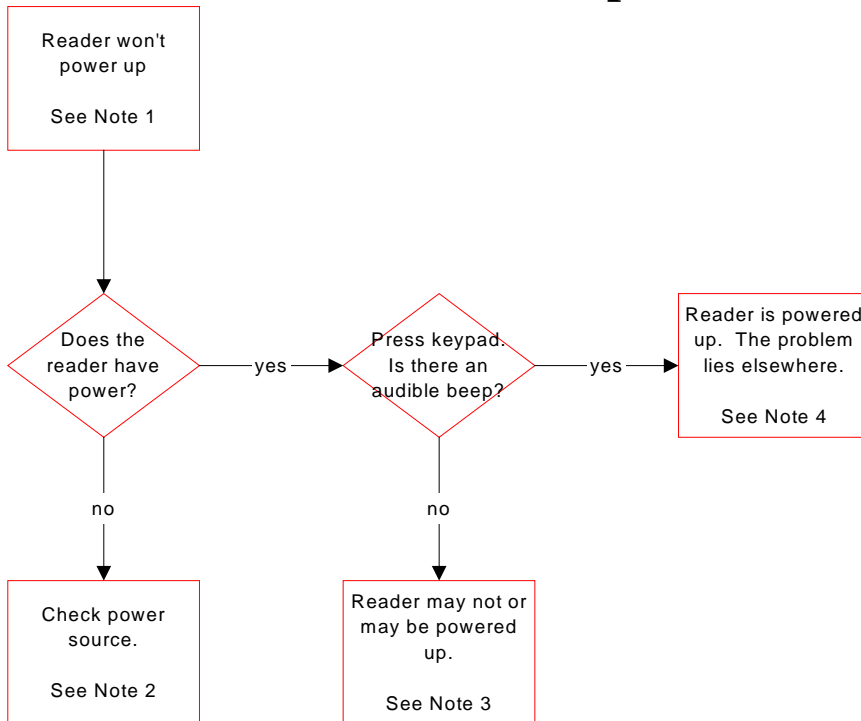 Reader won't
power up
See Note 1
Does the
reader have
power?
yes
Press keypad.
Is there an
audible beep?
yes
Reader is powered
up.  The problem
lies elsewhere.
See Note 4
no
no
Check power
source.
See Note 2
Reader may not or
may be powered
up.
See Note 3